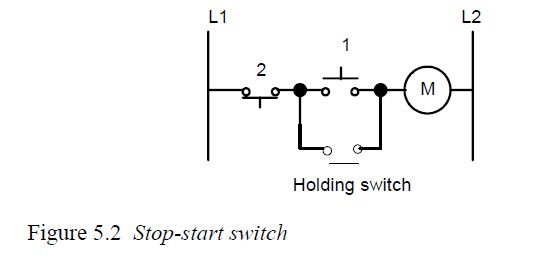 L1
L2
1
2
M
Holding switch
Figure 5.2 Stop-start switch